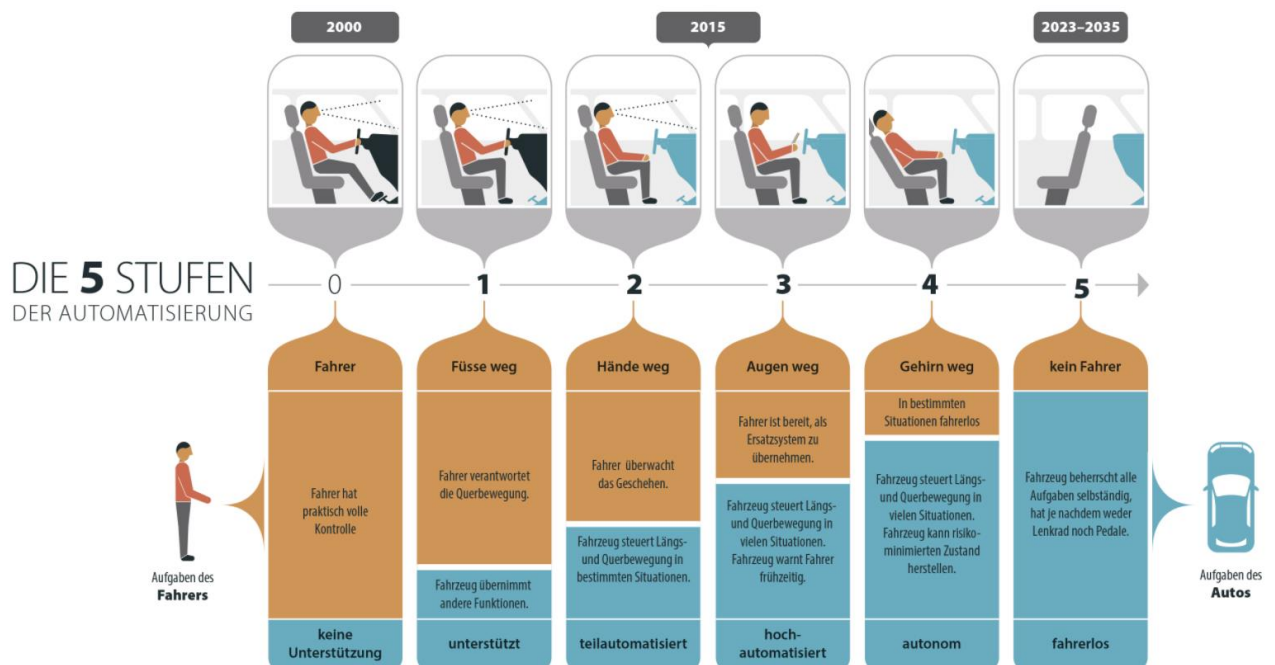 2000
2015
2023–2035
DIE 5 STUFEN
DER AUTOMATISIERUNG
0
1
2
3
4
5
Fahrer
Füsse weg
Hände weg
Augen weg
Gehirn weg
kein Fahrer
Fahrer hat
praktisch volle
Kontrolle
Fahrer verantwortet
die Querbewegung.
Fahrer überwacht
das Geschehen.
Fahrer ist bereit, als
Ersatzsystem zu
übernehmen.
In bestimmten
Situationen fahrerlos
Fahrzeug übernimmt
andere Funktionen.
Fahrzeug steuert Längs-
und Querbewegung in
bestimmten Situationen.
Fahrzeug steuert Längs-
und Querbewegung in
vielen Situationen.
Fahrzeug warnt Fahrer
frühzeitig.
Fahrzeug steuert Längs-
und Querbewegung in
vielen Situationen.
Fahrzeug kann risiko-
minimierten Zustand
herstellen.
Fahrzeug beherrscht alle
Aufgaben selbständig,
hat je nachdem weder
Lenkrad noch Pedale.
Aufgaben des
Fahrers
Aufgaben des
Autos
keine
Unterstützung
unterstützt
teilautomatisiert
hoch-
automatisiert
autonom
fahrerlos